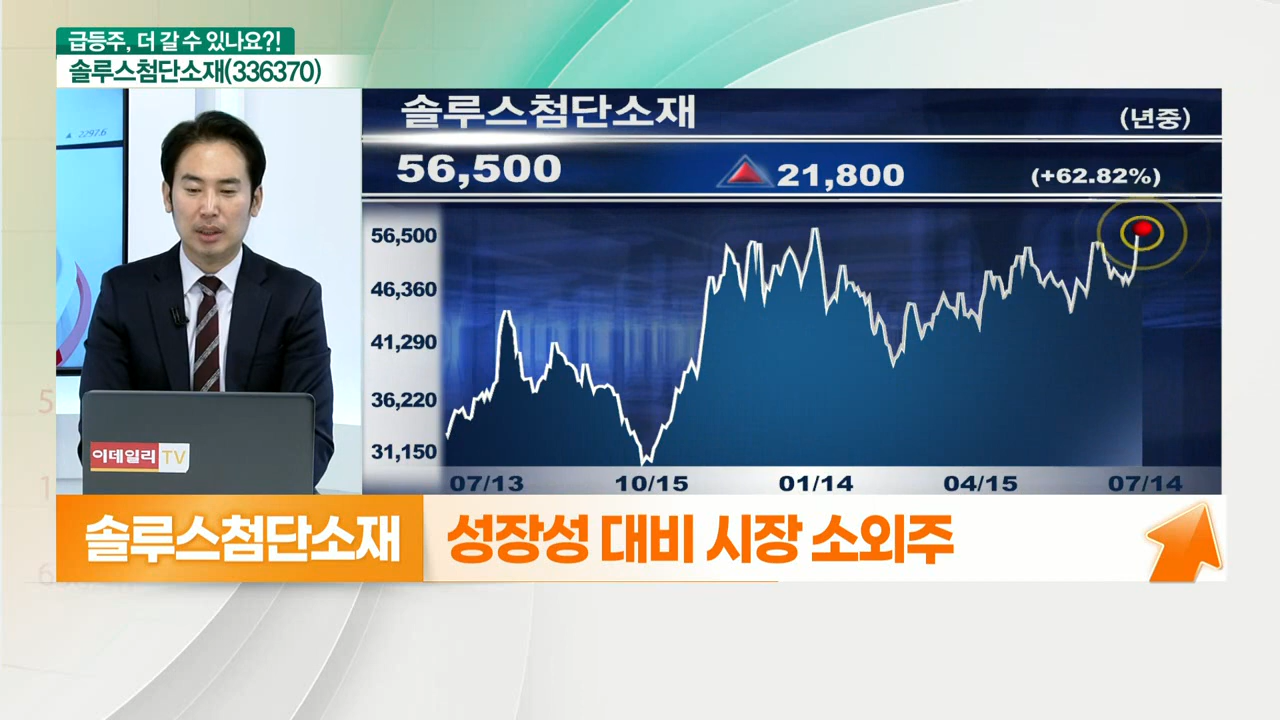 급등주, 더 갈 수 있나요?!
솔루스첨단소재(336370)
▲ 2297.6
솔루스첨단소재 (년중)
56,500 ▲ 21,800 (+62.82%)
56,500
46,360
41,290
36,220
31,150
07/13 10/15 01/14 04/15 07/14
이데일리 TV
솔루스첨단소재 성장성 대비 시장 소외주